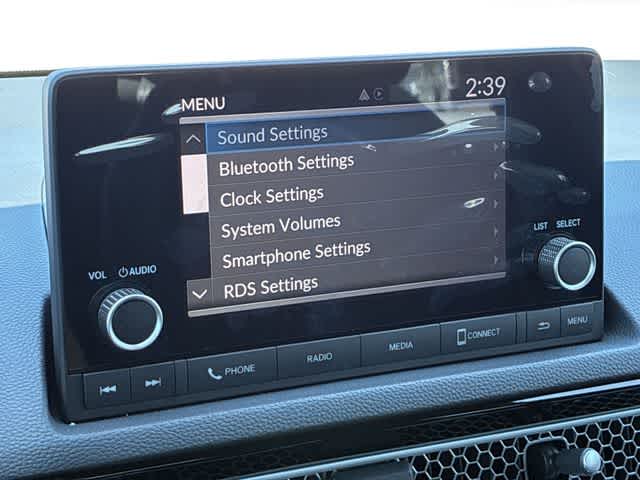 MENU 2:39
Sound Settings
Bluetooth Settings
Clock Settings
System Volumes
Smartphone Settings
RDS Settings
VOL AUDIO
LIST SELECT
PHONE RADIO MEDIA CONNECT MENU